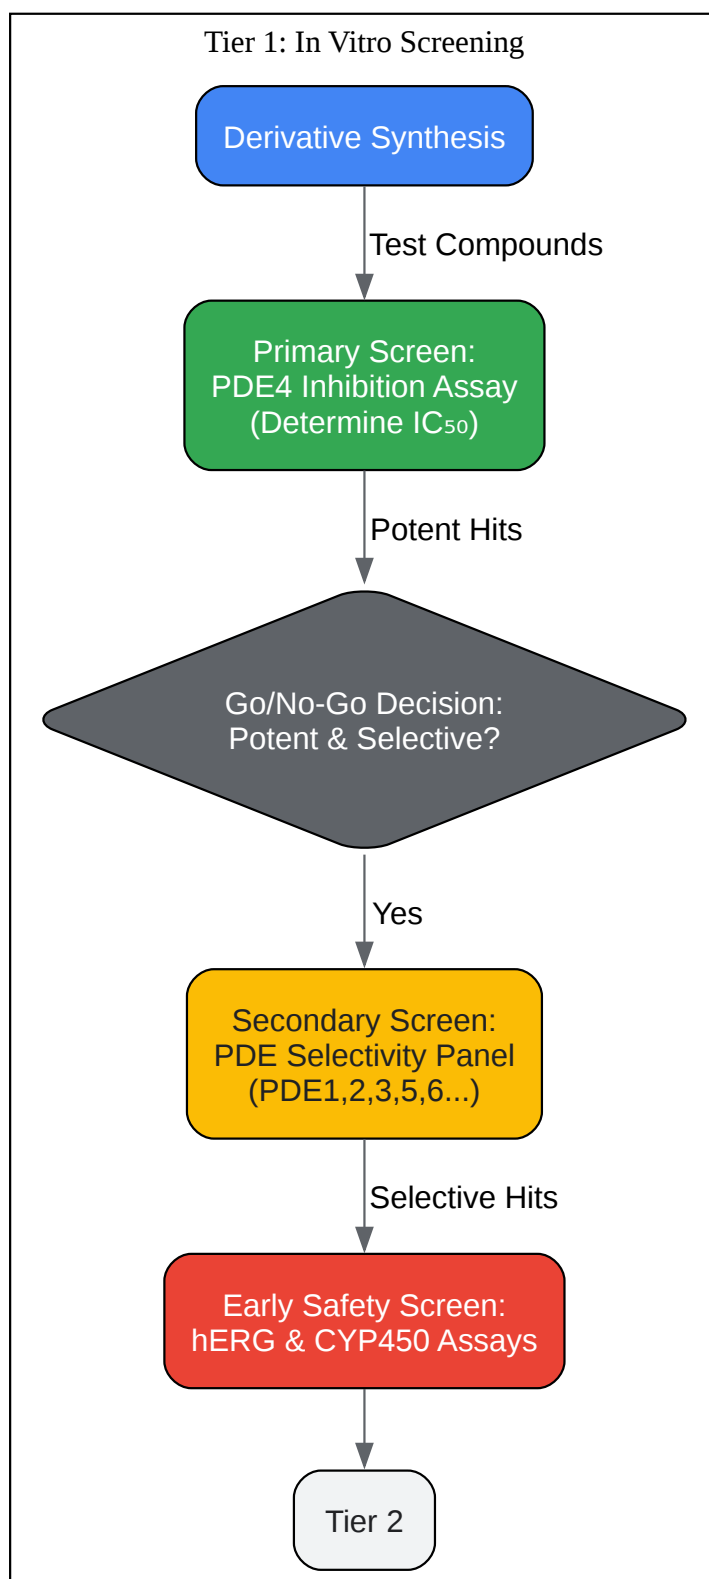 Tier 1: In Vitro Screening
Derivative Synthesis
Test Compounds
Primary Screen:
PDE4 Inhibition Assay
(Determine IC₅₀)
Potent Hits
Go/No-Go Decision:
Potent & Selective?
Yes
Secondary Screen:
PDE Selectivity Panel
(PDE1,2,3,5,6...)
Selective Hits
Early Safety Screen:
hERG & CYP450 Assays
Tier 2